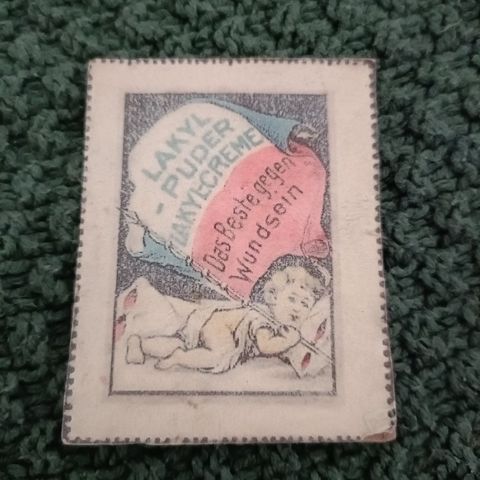 LAKYL
-PUDER
LAKYL-CREME
Das Beste gegen
Wundsein